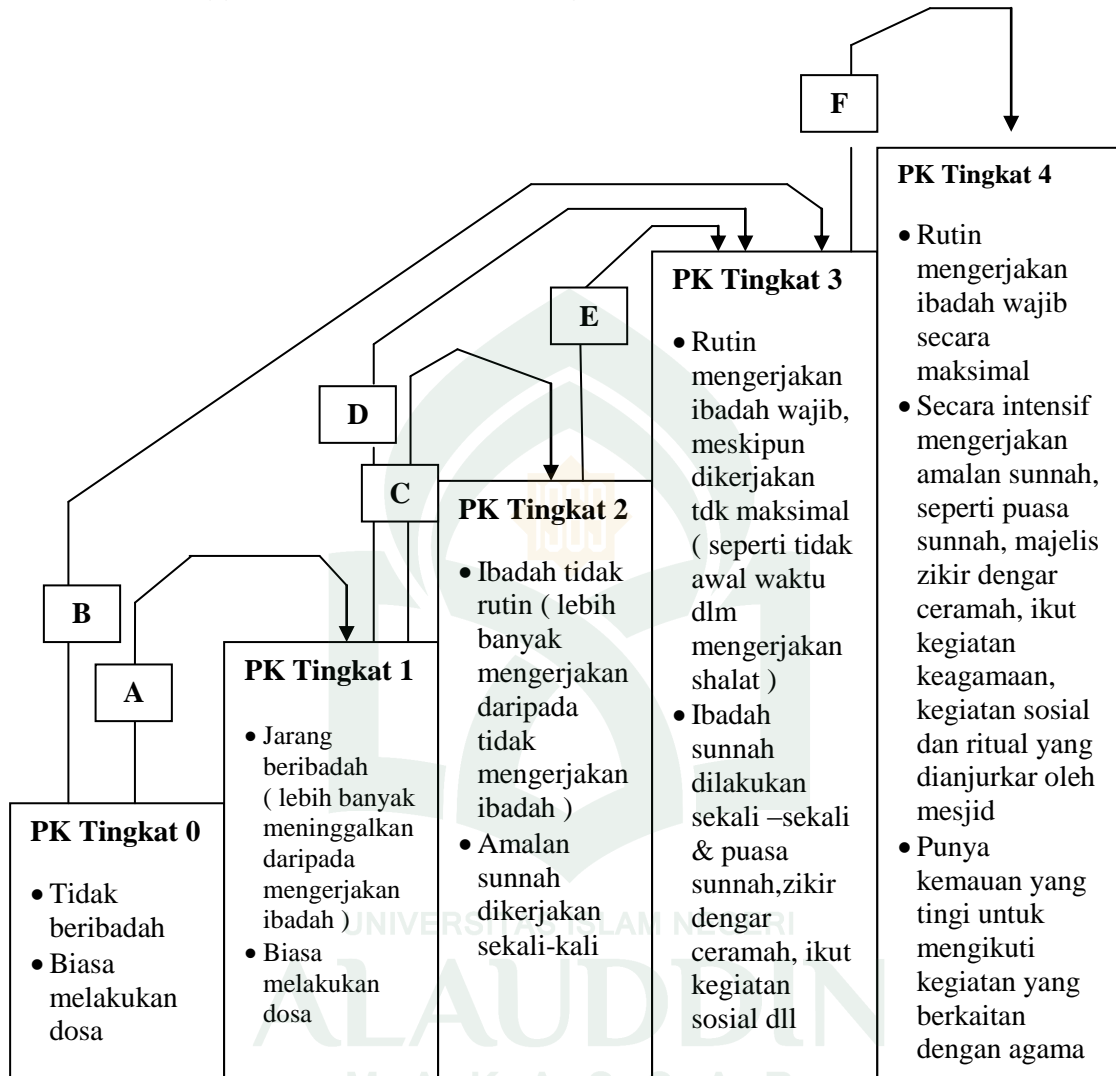 F
PK Tingkat 4
• Rutin
mengerjakan
ibadah wajib
secara
maksimal
• Secara intensif
mengerjakan
amalan sunnah,
seperti puasa
sunnah, majelis
zikir dengar
ceramah, ikut
kegiatan
keagamaan,
kegiatan sosial
dan ritual yang
dianjurkar oleh
mesjid
• Punya
kemauan yang
tingi untuk
mengikuti
kegiatan yang
berkaitan
dengan agama
E
PK Tingkat 3
• Rutin
mengerjakan
ibadah wajib,
meskipun
dikerjakan
tdk maksimal
( seperti tidak
awal waktu
dlm
mengerjakan
shalat )
• Ibadah
sunnah
dilakukan
sekali –sekali
& puasa
sunnah,zikir
dengar
ceramah, ikut
kegiatan
sosial dll
D
C
PK Tingkat 2
• Ibadah tidak
rutin ( lebih
banyak
mengerjakan
daripada
tidak
mengerjakan
ibadah )
• Amalan
sunnah
dikerjakan
sekali-kali
B
A
PK Tingkat 1
• Jarang
beribadah
( lebih banyak
meninggalkan
daripada
mengerjakan
ibadah )
• Biasa
melakukan
dosa
PK Tingkat 0
• Tidak
beribadah
• Biasa
melakukan
dosa
1965
UNIVERSITAS ISLAM NEGERI
ALAUDDIN
M A K A S S A R